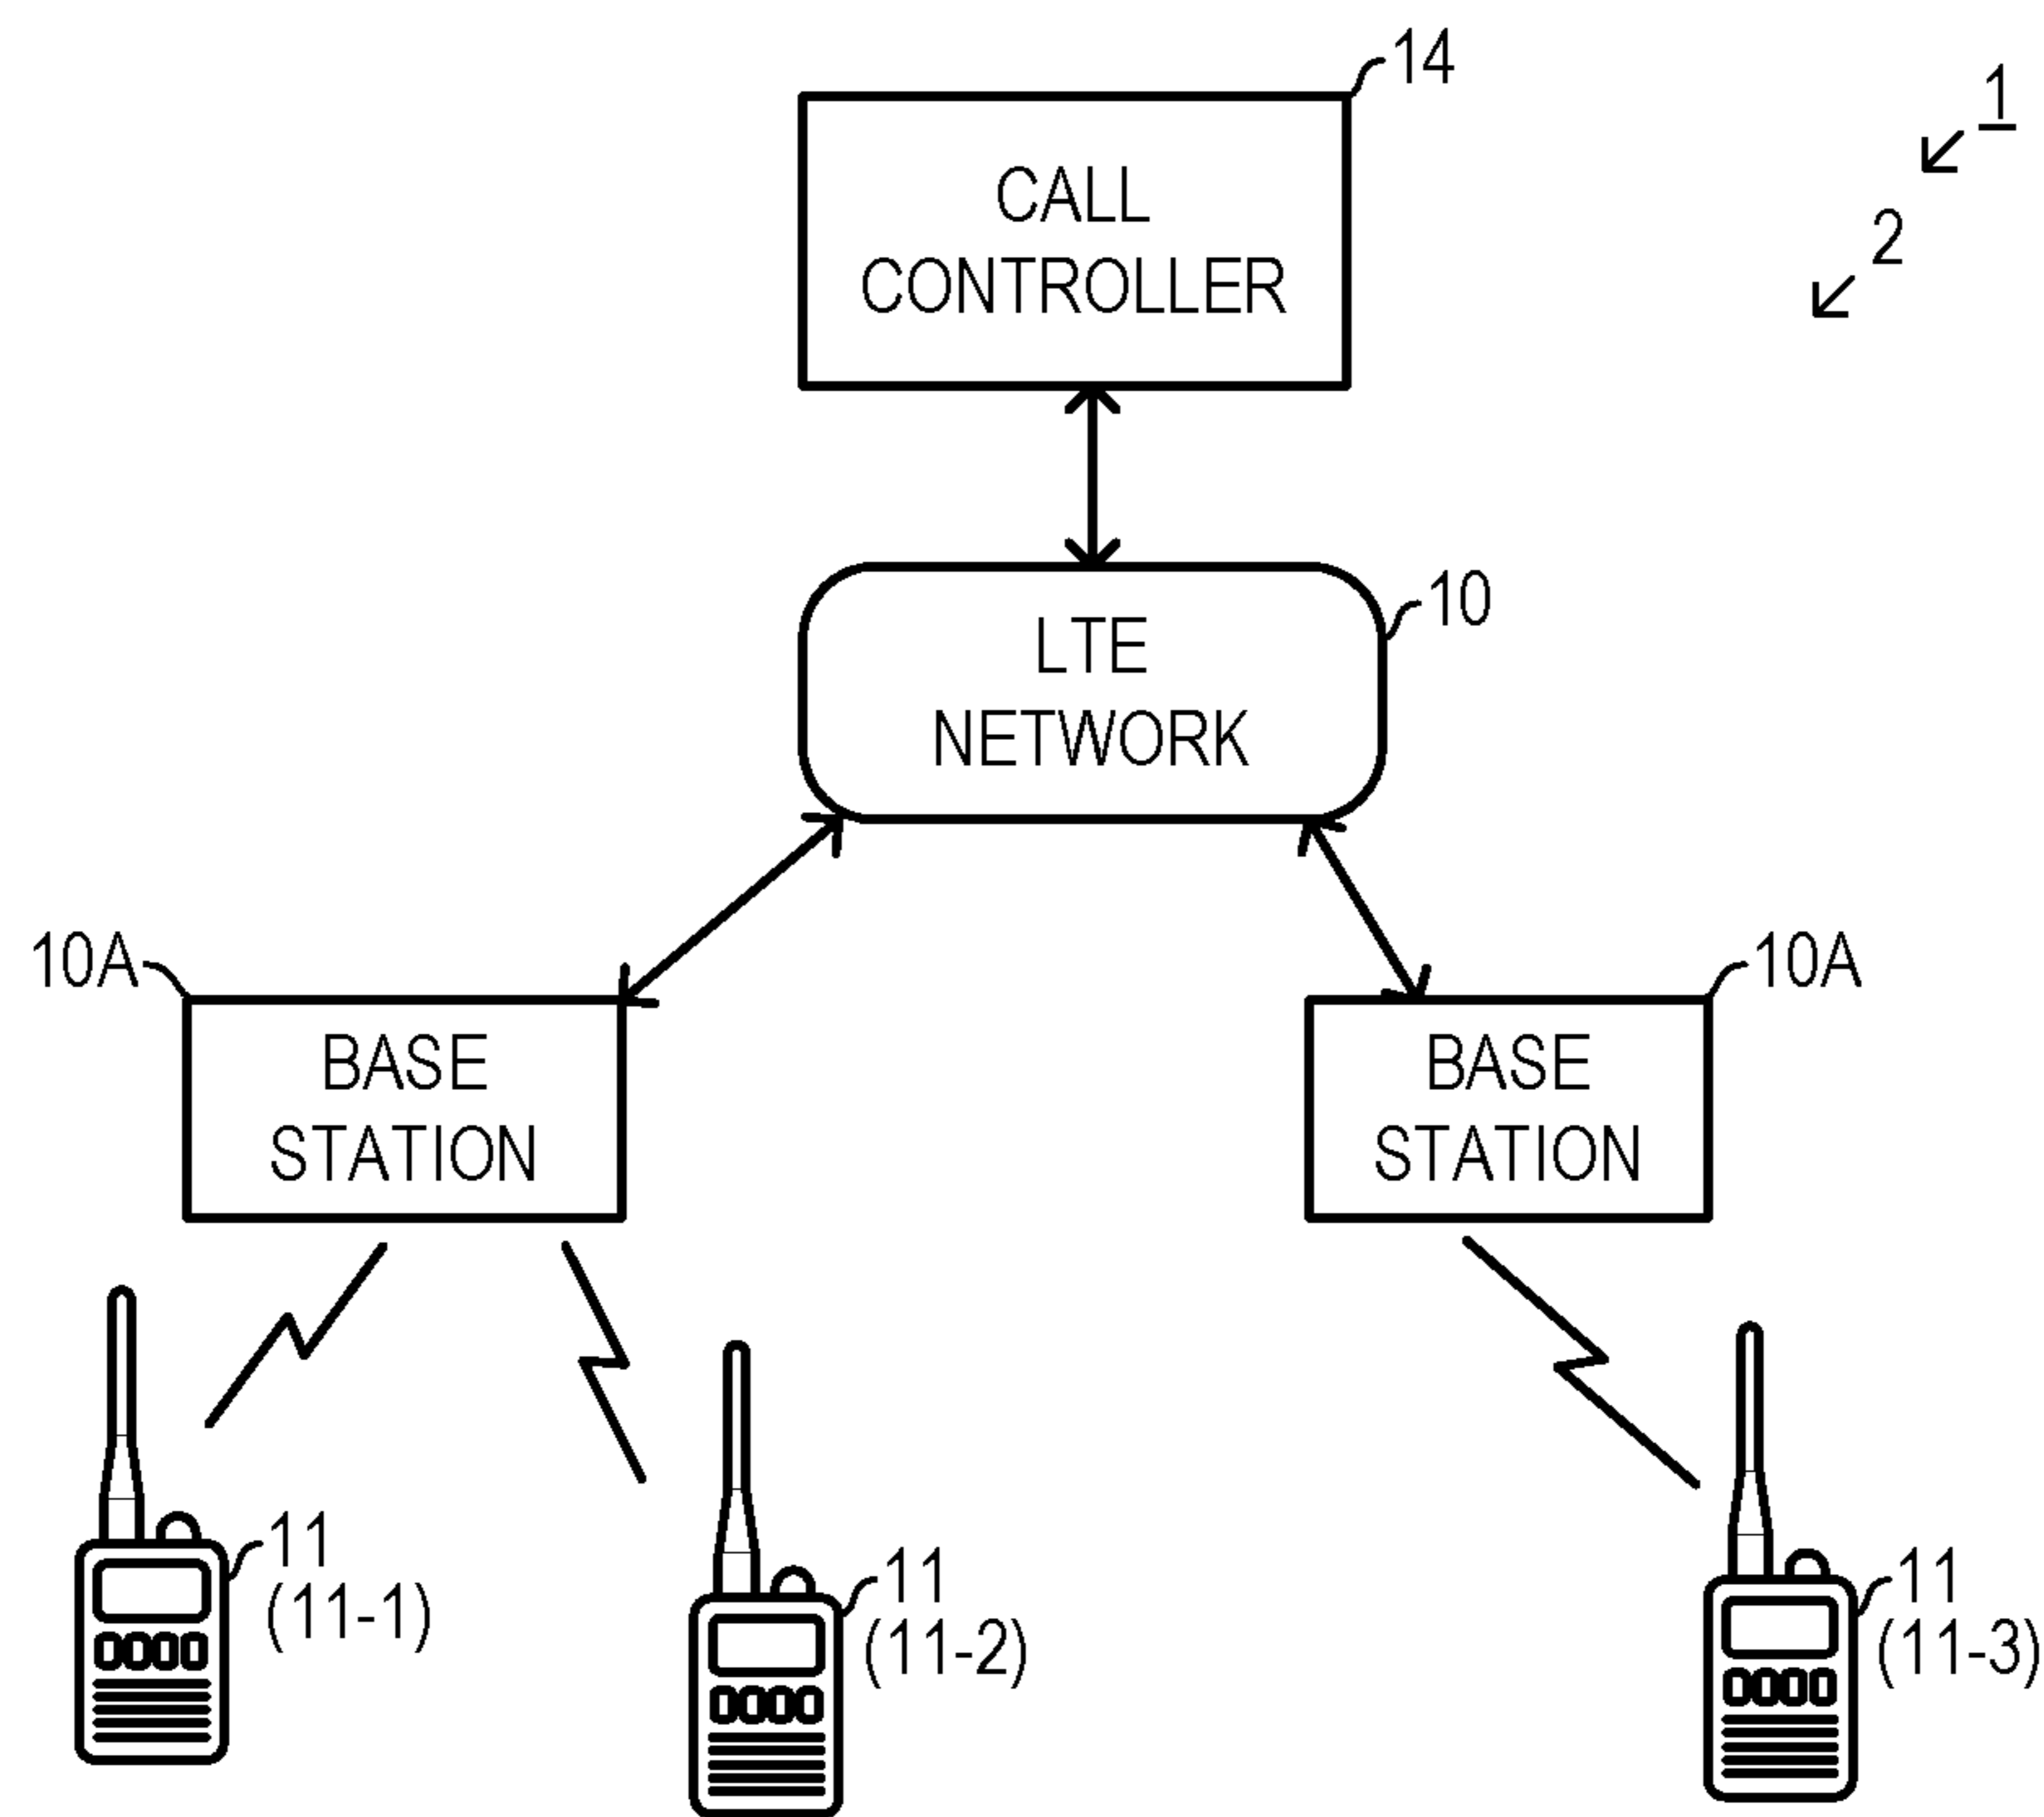 14
1
CALL
CONTROLLER
2
10
LTE
NETWORK
10A
10A
BASE
STATION
BASE
STATION
11
(11-1)
11
(11-2)
11
(11-3)